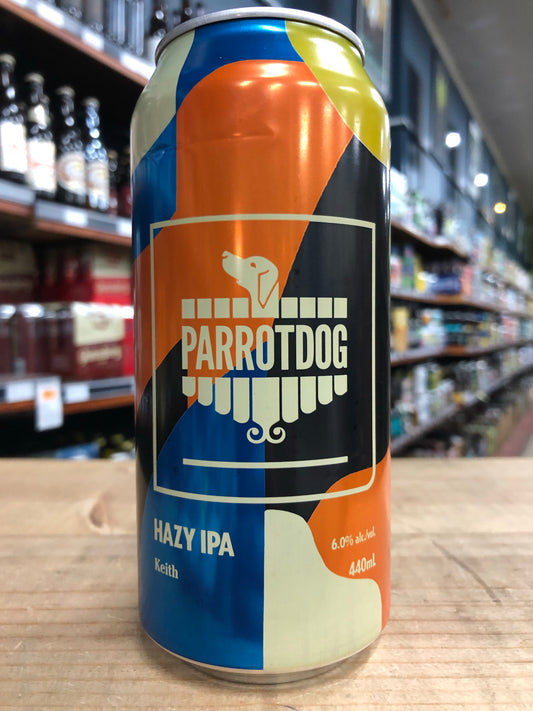 PARROTDOG
HAZY IPA
Keith
6.0% alc./vol.
440mL